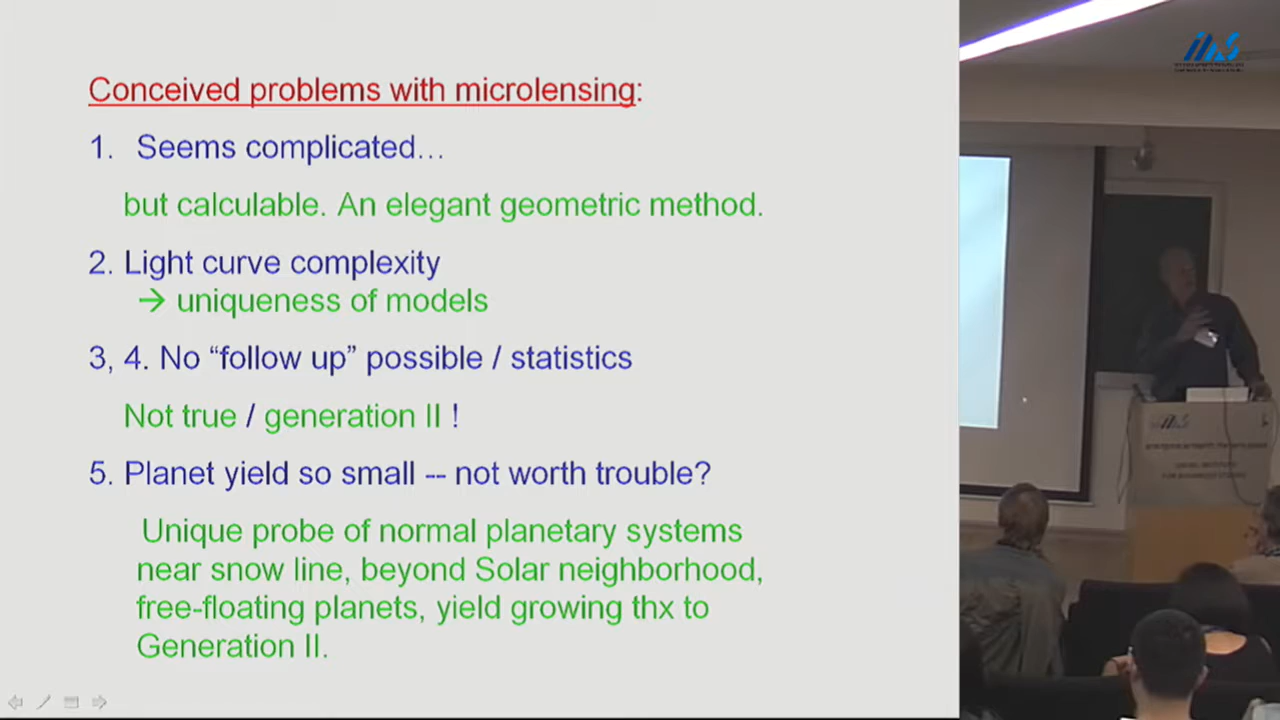 Conceived problems with microlensing:
1. Seems complicated…
but calculable. An elegant geometric method.
2. Light curve complexity
→ uniqueness of models
3, 4. No “follow up” possible / statistics
Not true / generation II !
5. Planet yield so small -- not worth trouble?
Unique probe of normal planetary systems
near snow line, beyond Solar neighborhood,
free-floating planets, yield growing thx to
Generation II.